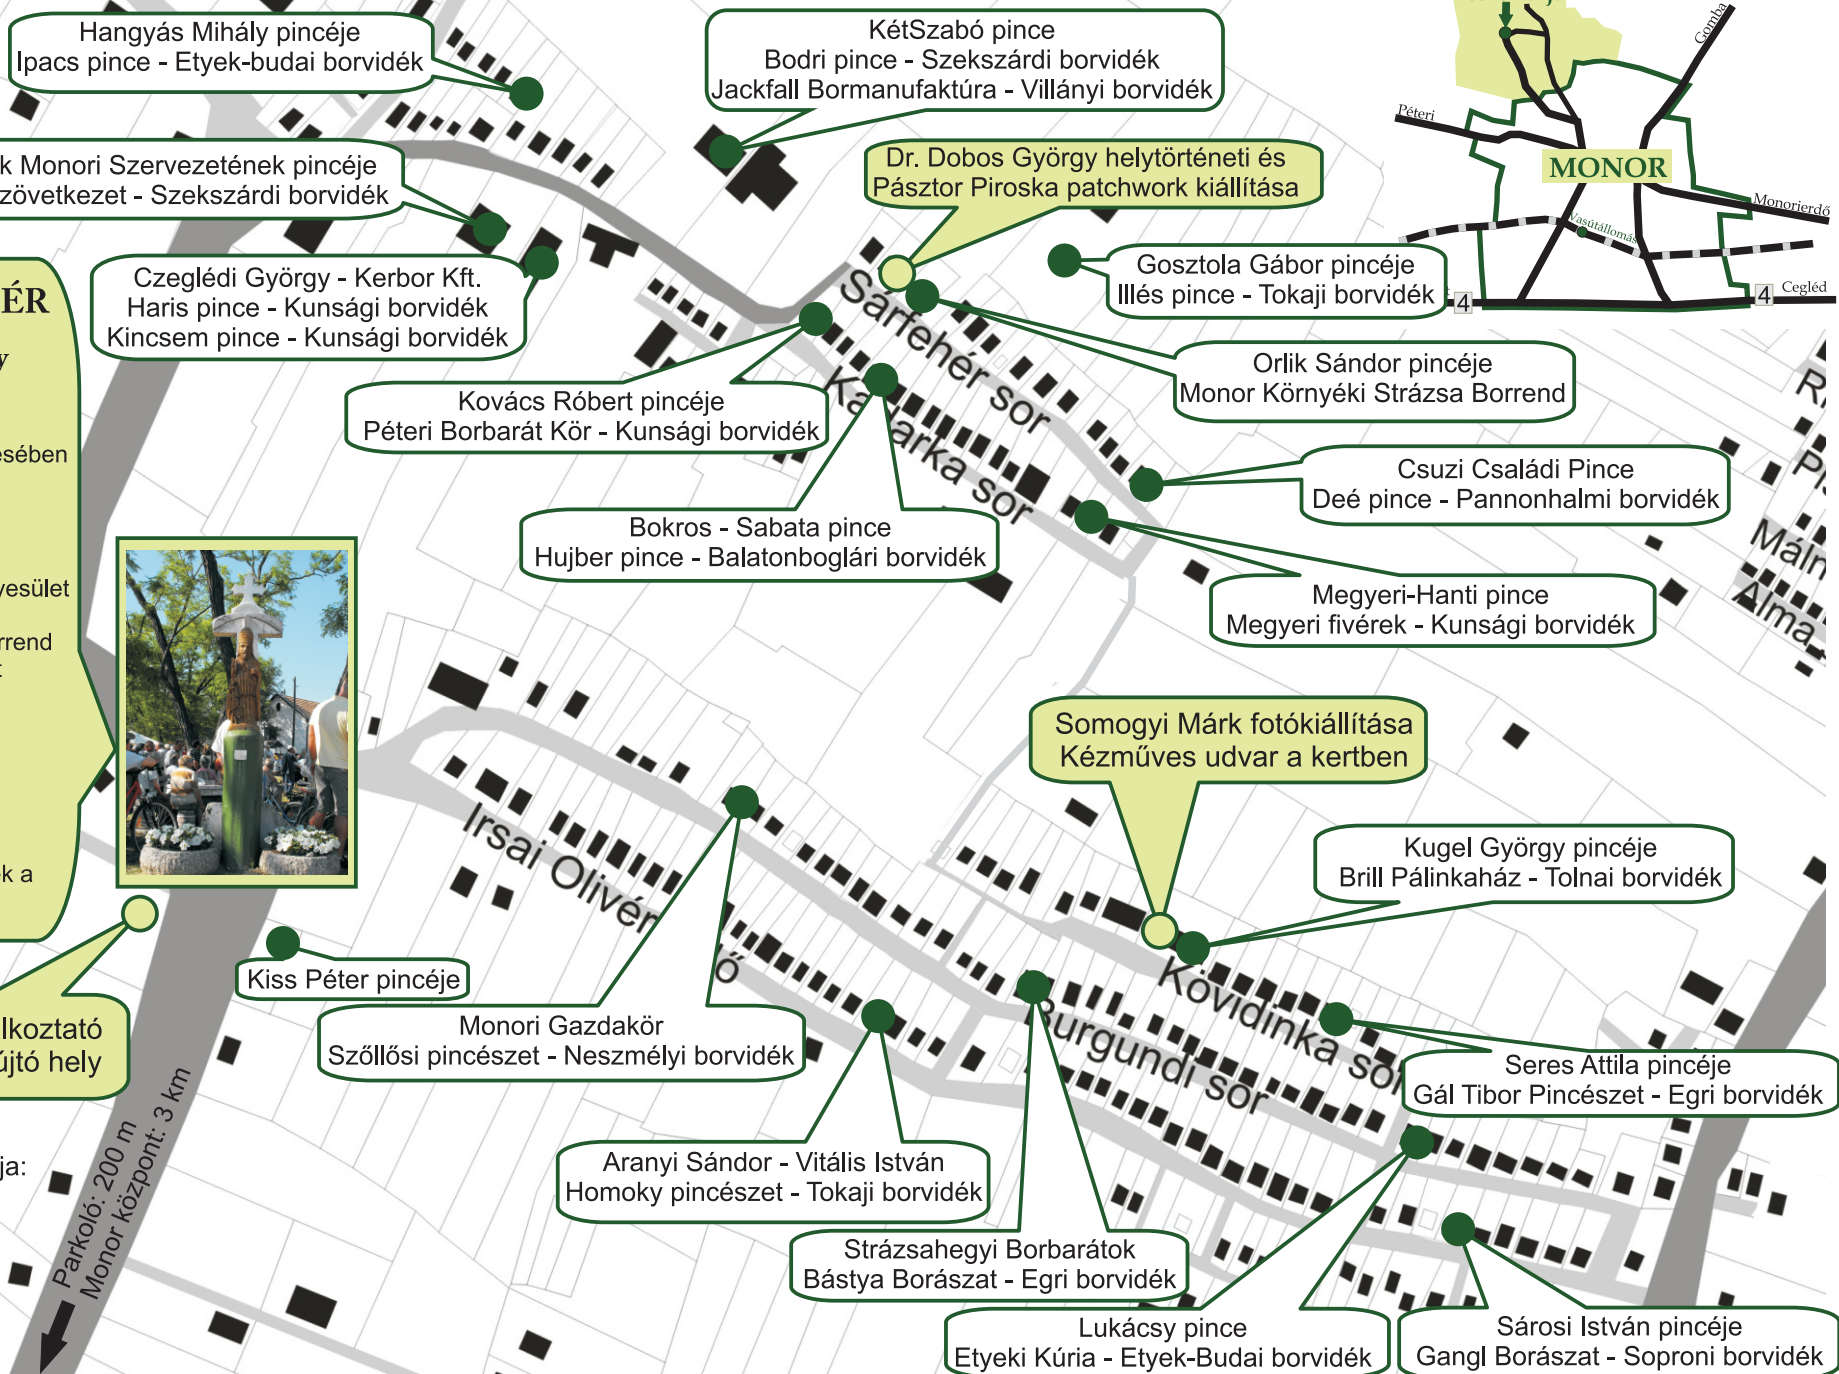 Hangyás Mihály pincéje
Ipacs pince - Etyek-budai borvidék
KétSzabó pince
Bodri pince - Szekszárdi borvidék
Jackfall Bormanufaktúra - Villányi borvidék
k Monori Szervezetének pincéje
zövetkezet - Szekszárdi borvidék
Dr. Dobos György helytörténeti és
Pásztor Piroska patchwork kiállítása
Gomba
Péteri
MONOR
Monorierdő
Vasútállomás
4
4
Cegléd
Czeglédi György - Kerbor Kft.
Haris pince - Kunsági borvidék
Kincsem pince - Kunsági borvidék
Gosztola Gábor pincéje
Illés pince - Tokaji borvidék
ÉR
y
Sárfehér sor
Kovács Róbert pincéje
Péteri Borbarát Kör - Kunsági borvidék
Orlik Sándor pincéje
Monor Környéki Strázsa Borrend
sor
esében
Csuzi Családi Pince
Deé pince - Pannonhalmi borvidék
Bokros - Sabata pince
Hujber pince - Balatonboglári borvidék
Máln
Alma
yesület
rrend
Megyeri-Hanti pince
Megyeri fivérek - Kunsági borvidék
Somogyi Márk fotókiállítása
Kézműves udvar a kertben
Irsai Olivér
ő
Kugel György pincéje
Brill Pálinkaház - Tolnai borvidék
k a
Kiss Péter pincéje
Kövidinka sor
Burgundi sor
lkoztató
újtó hely
Monori Gazdakör
Szőllősi pincészet - Neszmélyi borvidék
Seres Attila pincéje
Gál Tibor Pincészet - Egri borvidék
ja:
Parkoló: 200 m
Monor központ: 3 km
Aranyi Sándor - Vitális István
Homoky pincészet - Tokaji borvidék
Strázsahegyi Borbarátok
Bástya Borászat - Egri borvidék
Lukácsy pince
Etyeki Kúria - Etyek-Budai borvidék
Sárosi István pincéje
Gangl Borászat - Soproni borvidék